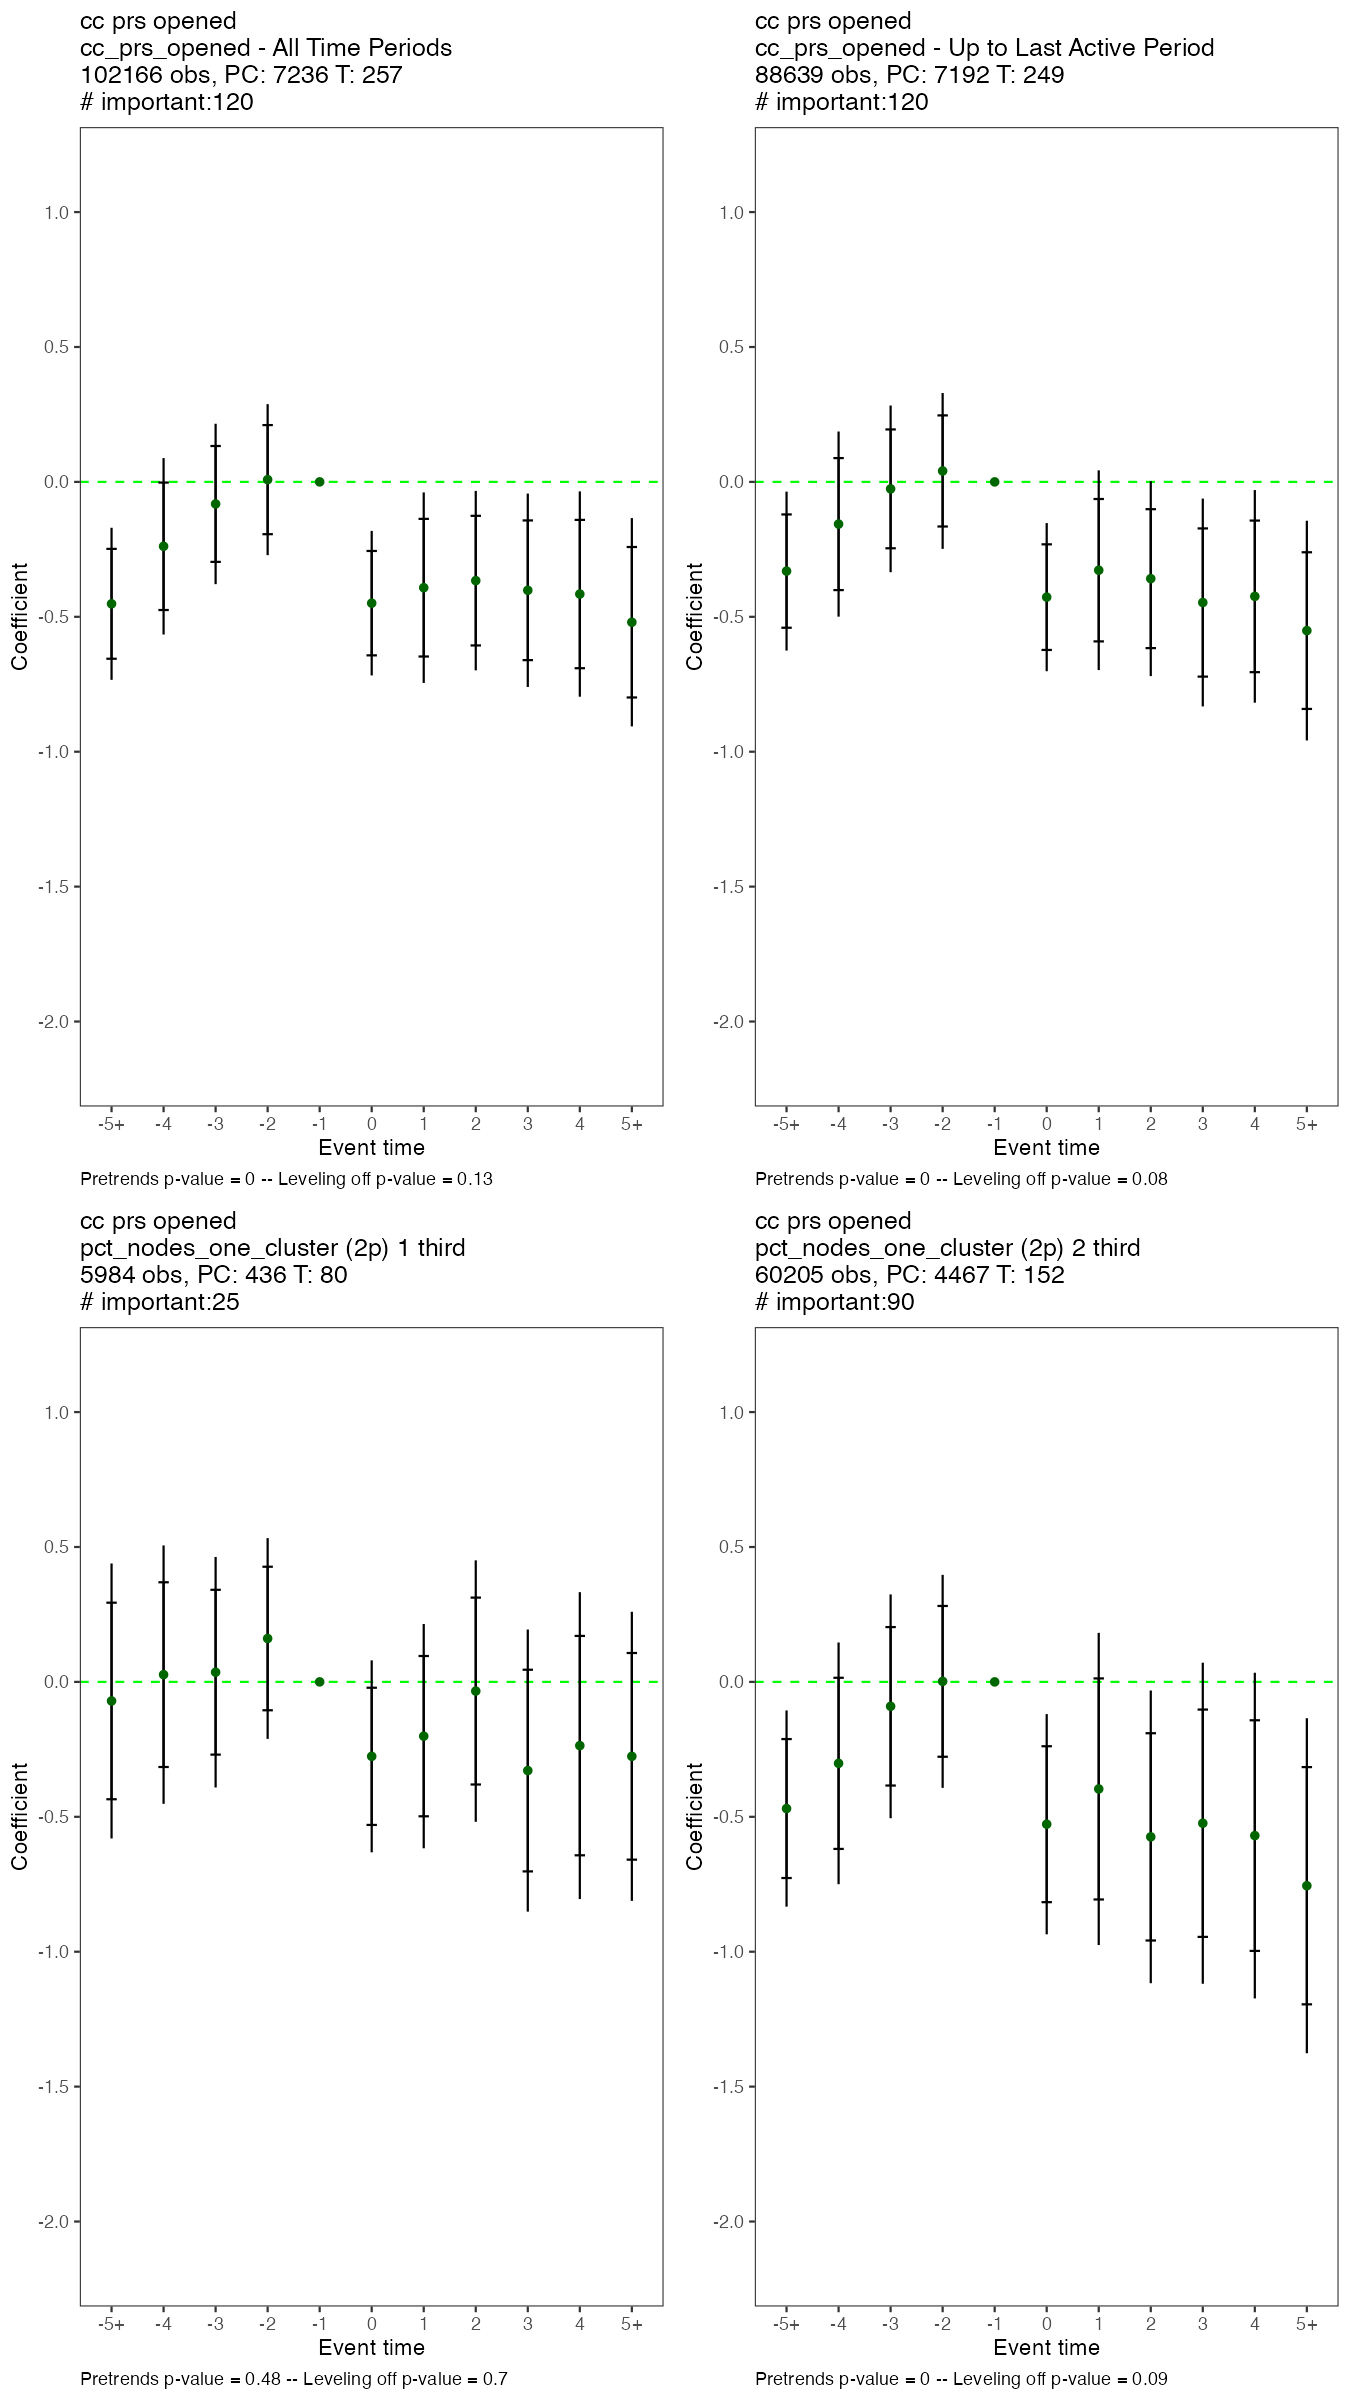 cc prs opened
cc_prs_opened - All Time Periods
102166 obs, PC: 7236 T: 257
# important:120
1.0
0.5
0.0
-0.5
-1.0
-1.5
-2.0
Coefficient
-5+ -4 -3 -2 -1 0 1 2 3 4 5+
Event time
Pretrends p-value = 0 -- Leveling off p-value = 0.13
cc prs opened
cc_prs_opened - Up to Last Active Period
88639 obs, PC: 7192 T: 249
# important:120
1.0
0.5
0.0
-0.5
-1.0
-1.5
-2.0
Coefficient
-5+ -4 -3 -2 -1 0 1 2 3 4 5+
Event time
Pretrends p-value = 0 -- Leveling off p-value = 0.08
cc prs opened
pct_nodes_one_cluster (2p) 1 third
5984 obs, PC: 436 T: 80
# important:25
1.0
0.5
0.0
-0.5
-1.0
-1.5
-2.0
Coefficient
-5+ -4 -3 -2 -1 0 1 2 3 4 5+
Event time
Pretrends p-value = 0.48 -- Leveling off p-value = 0.7
cc prs opened
pct_nodes_one_cluster (2p) 2 third
60205 obs, PC: 4467 T: 152
# important:90
1.0
0.5
0.0
-0.5
-1.0
-1.5
-2.0
Coefficient
-5+ -4 -3 -2 -1 0 1 2 3 4 5+
Event time
Pretrends p-value = 0 -- Leveling off p-value = 0.09